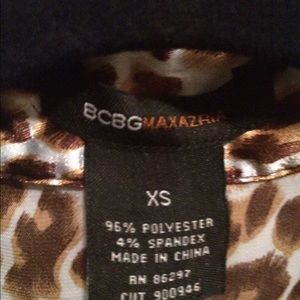 BCBGMAXAZRIA
XS
96% POLYESTER
4% SPANDEX
MADE IN CHINA
RN 86297
CUT 900946